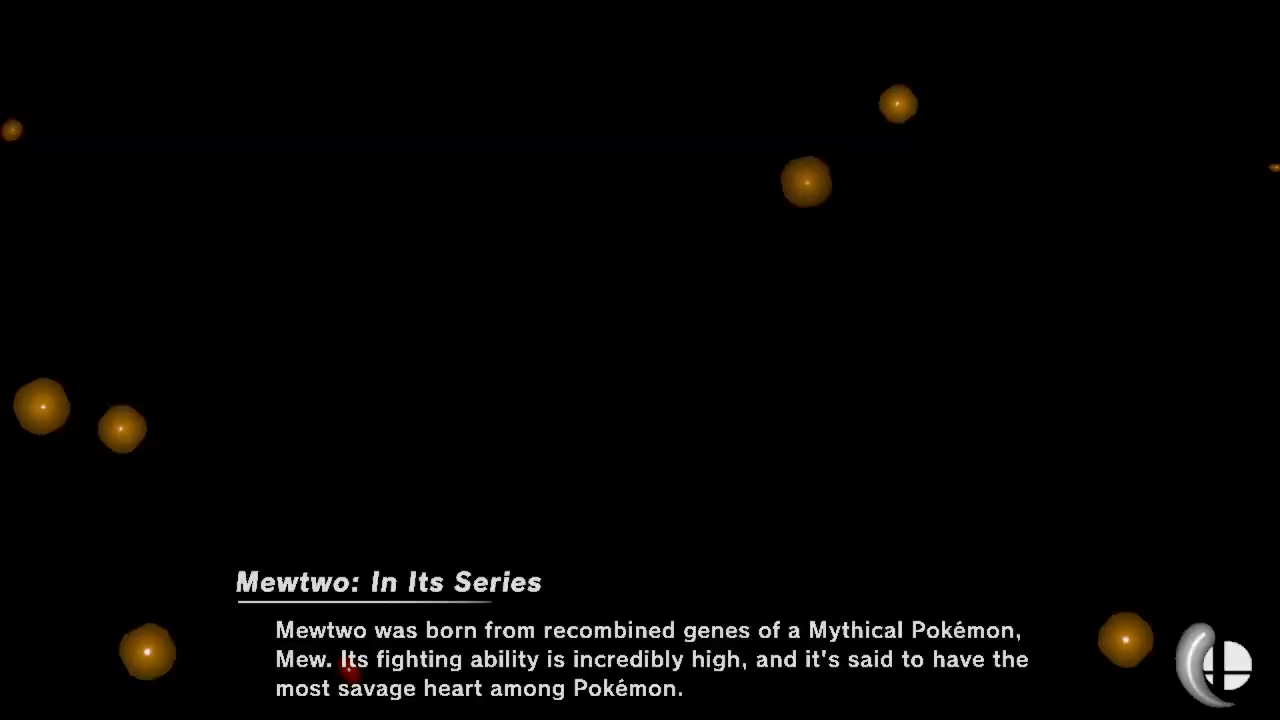 Mewtwo: In Its Series
Mewtwo was born from recombined genes of a Mythical Pokémon,
Mew. Its fighting ability is incredibly high, and it's said to have the
most savage heart among Pokémon.